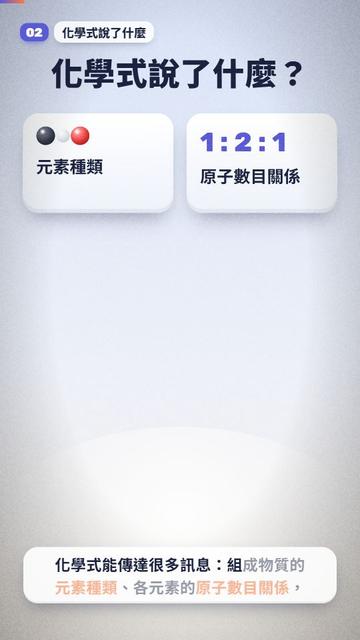 02 化學式說了什麼
化學式說了什麼？
元素種類
1:2:1
原子數目關係
化學式能傳達很多訊息：組成物質的
元素種類、各元素的原子數目關係，